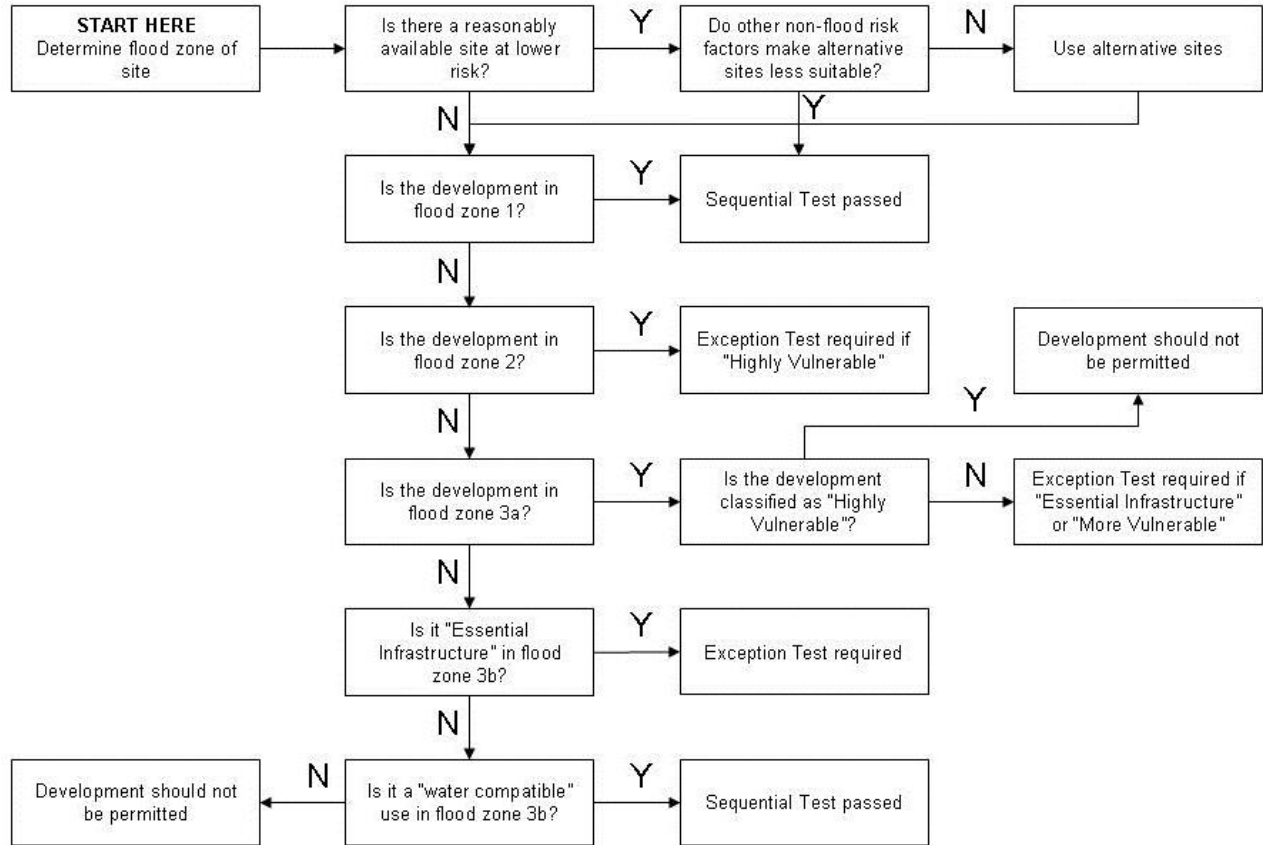 START HERE
Determine flood zone of
site
Is there a reasonably
available site at lower
risk?
Y
Do other non-flood risk
factors make alternative
sites less suitable?
N
Use alternative sites
N
Y
Is the development in
flood zone 1?
Y
Sequential Test passed
N
Is the development in
flood zone 2?
Y
Exception Test required if
"Highly Vulnerable"
Development should not
be permitted
N
Y
Is the development in
flood zone 3a?
Y
Is the development
classified as "Highly
Vulnerable"?
N
Exception Test required if
"Essential Infrastructure"
or "More Vulnerable"
N
Is it "Essential
Infrastructure" in flood
zone 3b?
Y
Exception Test required
N
Development should not
be permitted
N
Is it a "water compatible"
use in flood zone 3b?
Y
Sequential Test passed